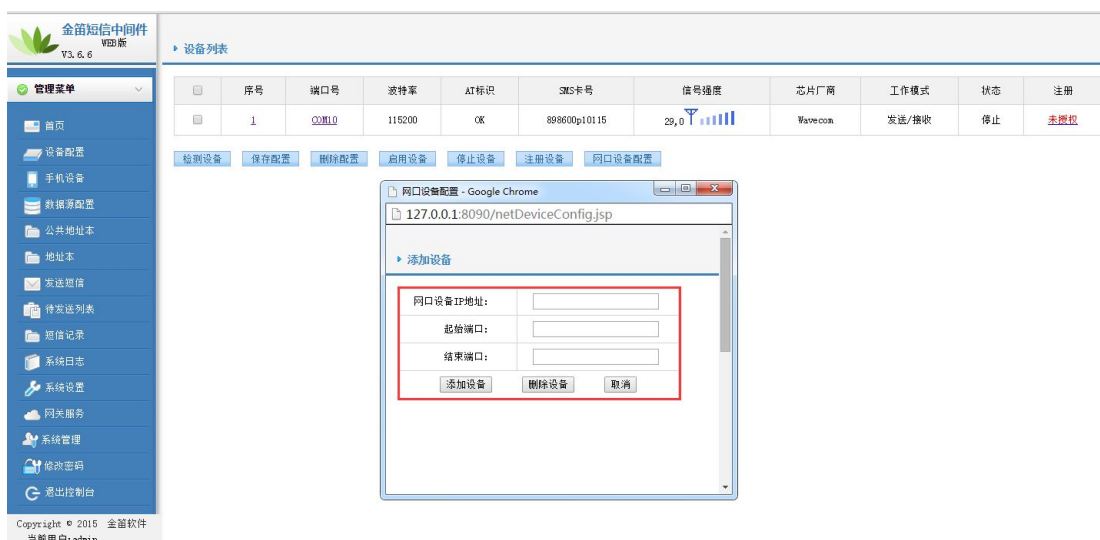 金笛短信中间件
WEB版
V3.6.6
设备列表
管理菜单
首页
设备配置
手机设备
数据源配置
公共地址本
地址本
发送短信
待发送列表
短信记录
系统日志
系统设置
网关服务
系统管理
修改密码
退出控制台
Copyright © 2015 金笛软件
当前用户:admin
序号 端口号 波特率 AT标识 SMS卡号 信号强度 芯片厂商 工作模式 状态 注册
1 COM10 115200 OK 898600p10115 29,0 Wavecom 发送/接收 停止 未授权
检测设备 保存配置 删除配置 启用设备 停止设备 注册设备 网口设备配置
网口设备配置 - Google Chrome
127.0.0.1:8090/netDeviceConfig.jsp
添加设备
网口设备IP地址:
起始端口:
结束端口:
添加设备 删除设备 取消